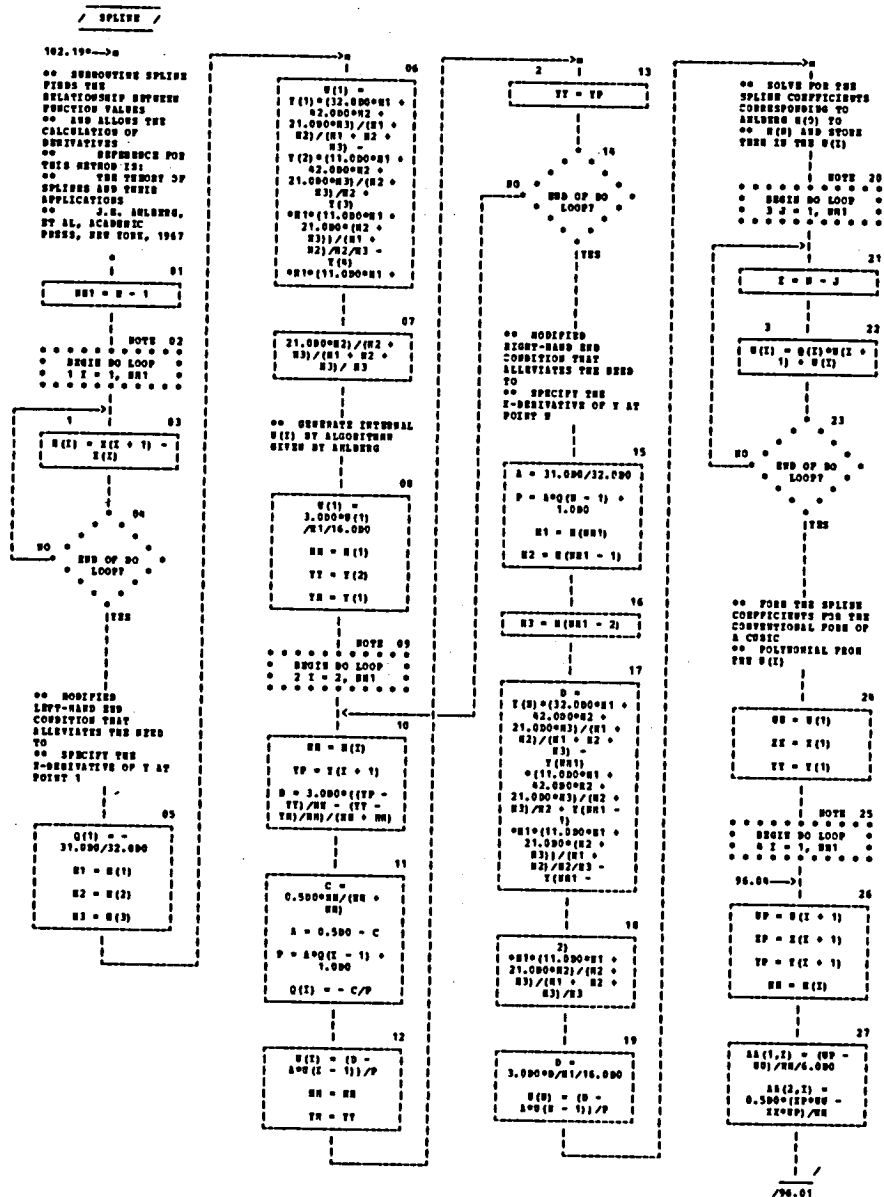 / SPLINE /
102.19*-->*
** SUBROUTINE SPLINE
FINDS THE
RELATIONSHIP BETWEEN
FUNCTION VALUES
** AND ALLOWS THE
CALCULATION OF
DERIVATIVES
** REFERENCE FOR
THIS METHOD IS:
** THE THEORY OF
SPLINES AND THEIR
APPLICATIONS
** J.H. AHLBERG,
ET AL, ACADEMIC
PRESS, NEW YORK, 1967
01
NM1 = N - 1
NOTE 02
BEGIN DO LOOP
1 I = 1, NM1
1 03
H(I) = X(I + 1) -
X(I)
04
NO
END OF DO
LOOP?
YES
** MODIFIED
LEFT-HAND END
CONDITION THAT
ALLEVIATES THE NEED
TO
** SPECIFY THE
X-DERIVATIVE OF Y AT
POINT 1
05
Q(1) = -
31.0D0/32.0D0
H1 = H(1)
H2 = H(2)
H3 = H(3)
06
U(1) =
Y(1)*(32.0D0*H1 +
42.0D0*H2 +
21.0D0*H3)/(H1 +
H2)/(H1 + H2 +
H3) -
Y(2)*(11.0D0*H1 +
42.0D0*H2 +
21.0D0*H3)/(H2 +
H3)/H2 +
Y(3)
*H1*(11.0D0*H1 +
21.0D0*(H2 +
H3))/(H1 +
H2)/H2/H3 -
Y(4)
*H1*(11.0D0*H1 +
07
21.0D0*H2)/(H2 +
H3)/(H1 + H2 +
H3)/ H3
** GENERATE INTERNAL
U(I) BY ALGORITHM
GIVEN BY AHLBERG
08
U(1) =
3.0D0*U(1)
/H1/16.0D0
HM = H(1)
YY = Y(2)
YM = Y(1)
NOTE 09
BEGIN DO LOOP
2 I = 2, NM1
10
HH = H(I)
YP = Y(I + 1)
D = 3.0D0*((YP -
YY)/HH - (YY -
YM)/HM)/(HH + HM)
11
C =
0.5D0*HH/(HH +
HM)
A = 0.5D0 - C
P = A*Q(I - 1) +
1.0D0
Q(I) = - C/P
12
U(I) = (D -
A*U(I - 1))/P
HM = HH
YM = YY
2 13
YY = YP
14
NO
END OF DO
LOOP?
YES
** MODIFIED
RIGHT-HAND END
CONDITION THAT
ALLEVIATES THE NEED
TO
** SPECIFY THE
X-DERIVATIVE OF Y AT
POINT N
15
A = 31.0D0/32.0D0
P = A*Q(N - 1) +
1.0D0
H1 = H(NM1)
H2 = H(NM1 - 1)
16
H3 = H(NM1 - 2)
17
D =
Y(N)*(32.0D0*H1 +
42.0D0*H2 +
21.0D0*H3)/(H1 +
H2)/(H1 + H2 +
H3) -
Y(NM1)
*(11.0D0*H1 +
42.0D0*H2 +
21.0D0*H3)/(H2 +
H3)/H2 + Y(NM1 -
1)
*H1*(11.0D0*H1 +
21.0D0*(H2 +
H3))/(H1 +
H2)/H2/H3 -
Y(NM1 -
18
2)
*H1*(11.0D0*H1 +
21.0D0*H2)/(H2 +
H3)/(H1 + H2 +
H3)/H3
19
D =
3.0D0*D/H1/16.0D0
U(N) = (D -
A*U(N - 1))/P
** SOLVE FOR THE
SPLINE COEFFICIENTS
CORRESPONDING TO
AHLBERG M(0) TO
** M(N) AND STORE
THEM IN THE U(I)
NOTE 20
BEGIN DO LOOP
3 J = 1, NM1
21
I = N - J
3 22
U(I) = Q(I)*U(I +
1) + U(I)
23
NO
END OF DO
LOOP?
YES
** FORM THE SPLINE
COEFFICIENTS FOR THE
CONVENTIONAL FORM OF
A CUBIC
** POLYNOMIAL FROM
THE U(I)
24
UU = U(1)
XX = X(1)
YY = Y(1)
NOTE 25
BEGIN DO LOOP
4 I = 1, NM1
96.04-->
26
UP = U(I + 1)
XP = X(I + 1)
YP = Y(I + 1)
HH = H(I)
27
AA(1,I) = (UP -
UU)/HH/6.0D0
AA(2,I) =
0.5D0*(XP*UU -
XX*UP)/HH
/96.01